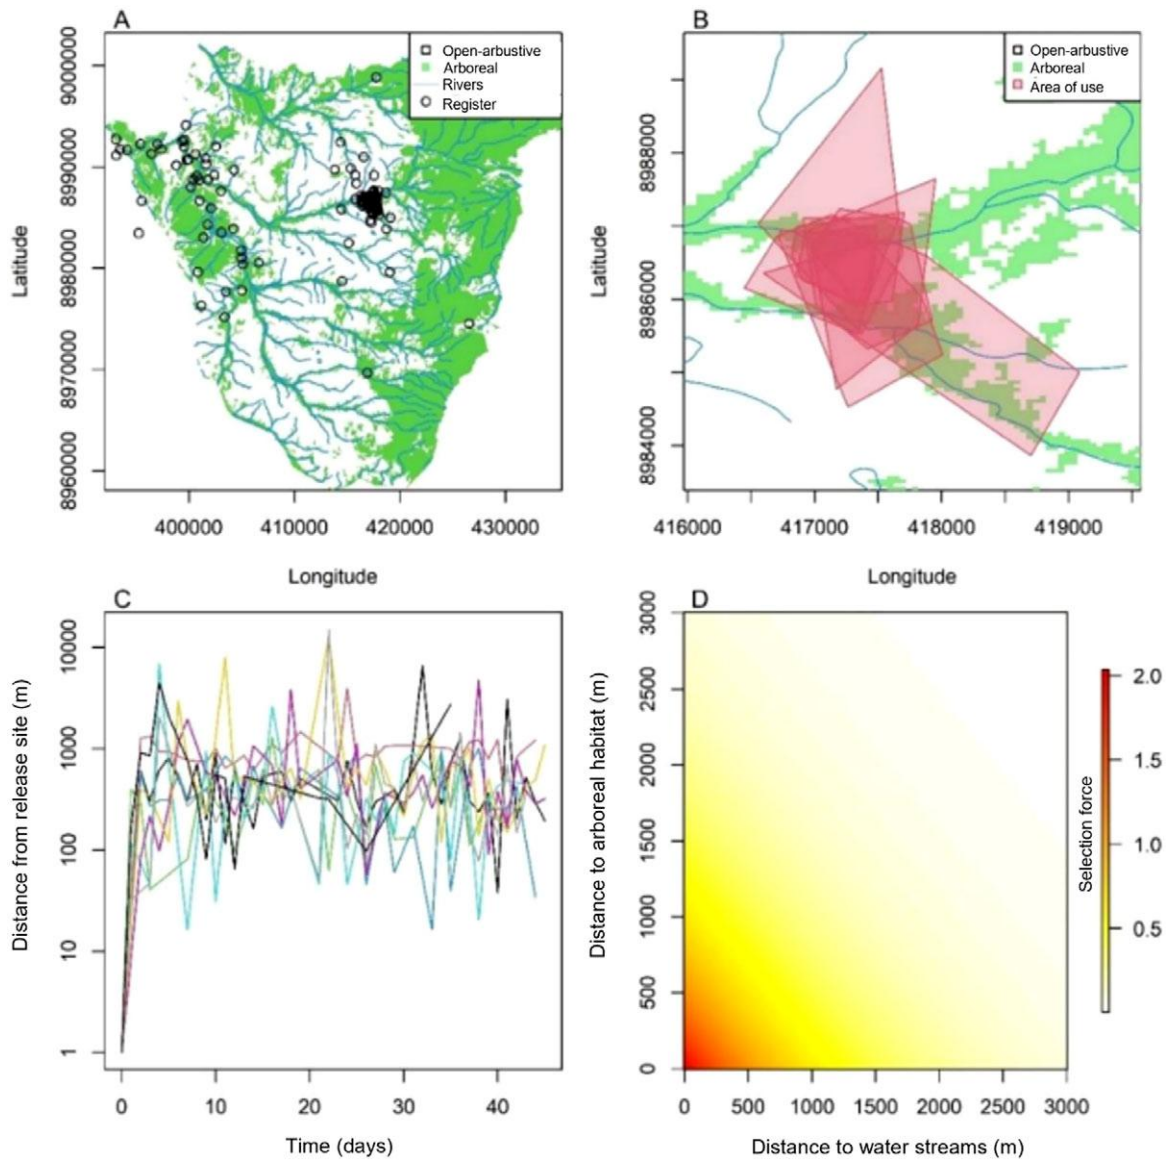 A
Open-arbustive
Arboreal
Rivers
Register
Latitude
9000000
8990000
8980000
8970000
8960000
400000 410000 420000 430000
Longitude
B
Open-arbustive
Arboreal
Area of use
Latitude
8988000
8986000
8984000
416000 417000 418000 419000
Longitude
C
Distance from release site (m)
10000
1000
100
10
1
0 10 20 30 40
Time (days)
D
Distance to arboreal habitat (m)
3000
2500
2000
1500
1000
500
0
0 500 1000 1500 2000 2500 3000
Distance to water streams (m)
Selection force
2.0
1.5
1.0
0.5